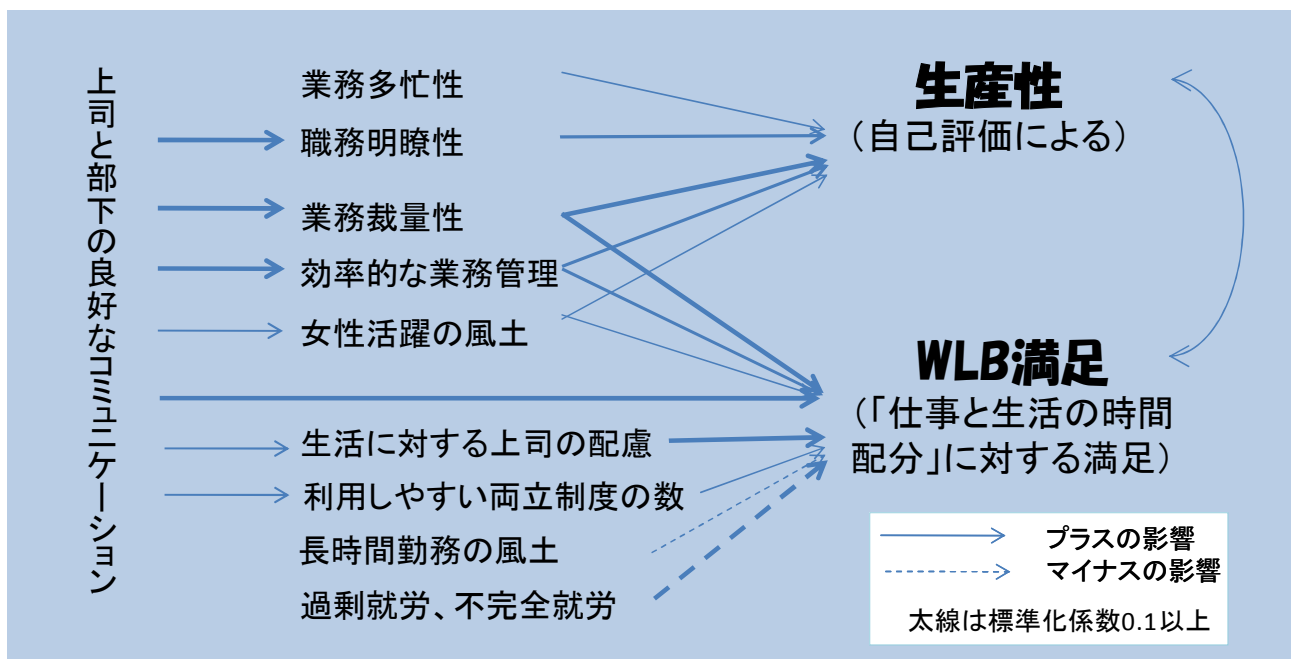 上司と部下の良好なコミュニケーション
業務多忙性
職務明瞭性
業務裁量性
効率的な業務管理
女性活躍の風土
生活に対する上司の配慮
利用しやすい両立制度の数
長時間勤務の風土
過剰就労、不完全就労
生産性
(自己評価による)
WLB満足
(「仕事と生活の時間
配分」に対する満足)
プラスの影響
マイナスの影響
太線は標準化係数0.1以上